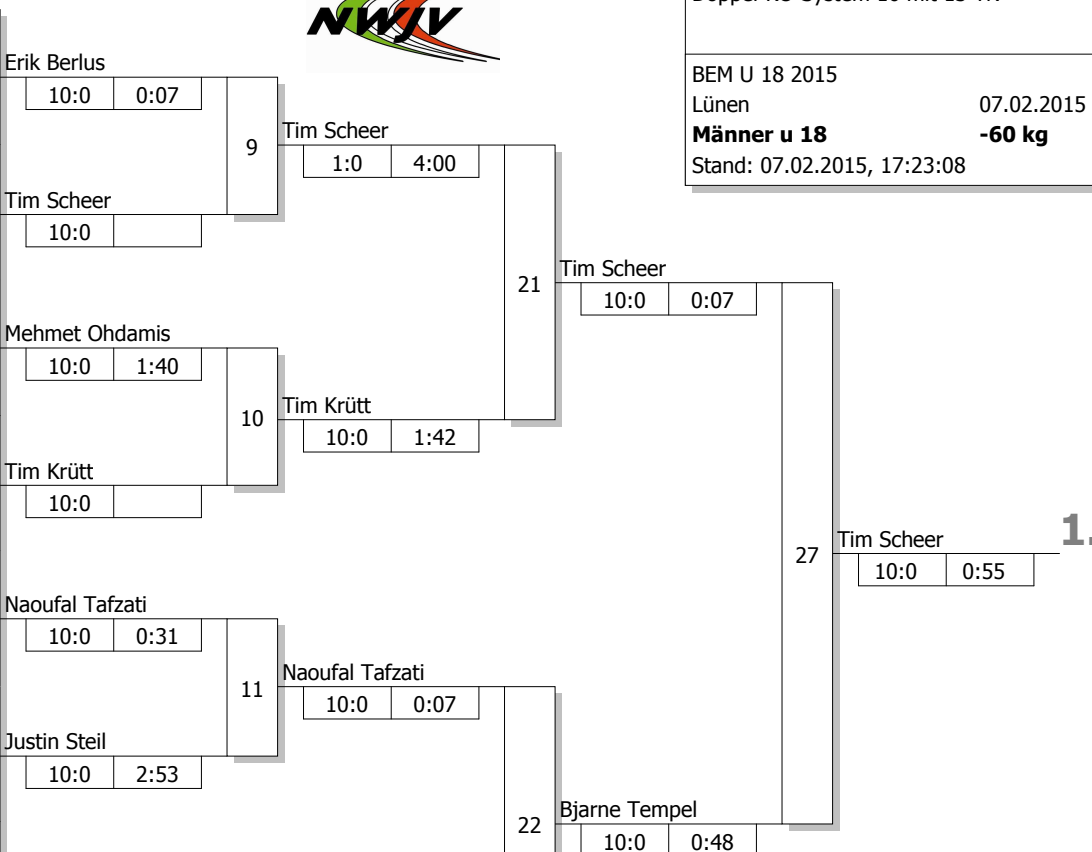 NWJV
BEM U 18 2015
Lünen 07.02.2015
Männer u 18 -60 kg
Stand: 07.02.2015, 17:23:08
Erik Berlus
10:0 0:07
9
Tim Scheer
1:0 4:00
Tim Scheer
10:0
21
Tim Scheer
10:0 0:07
Mehmet Ohdamis
10:0 1:40
10
Tim Krütt
10:0 1:42
Tim Krütt
10:0
27
Tim Scheer
10:0 0:55
1.
Naoufal Tafzati
10:0 0:31
11
Naoufal Tafzati
10:0 0:07
Justin Steil
10:0 2:53
22
Bjarne Tempel
10:0 0:48